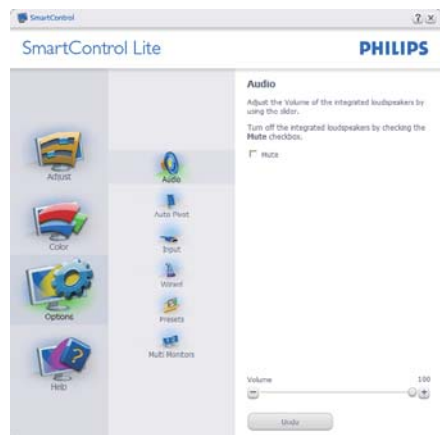 SmartControl
SmartControl Lite
PHILIPS
Adjust
Color
Options
Help
Audio
Auto Pivot
Input
Presets
Multi Monitors
Audio
Adjust the Volume of the integrated loudspeakers by
using the slider.
Turn off the integrated loudspeakers by checking the
Mute checkbox.
Mute
Volume 100
Undo